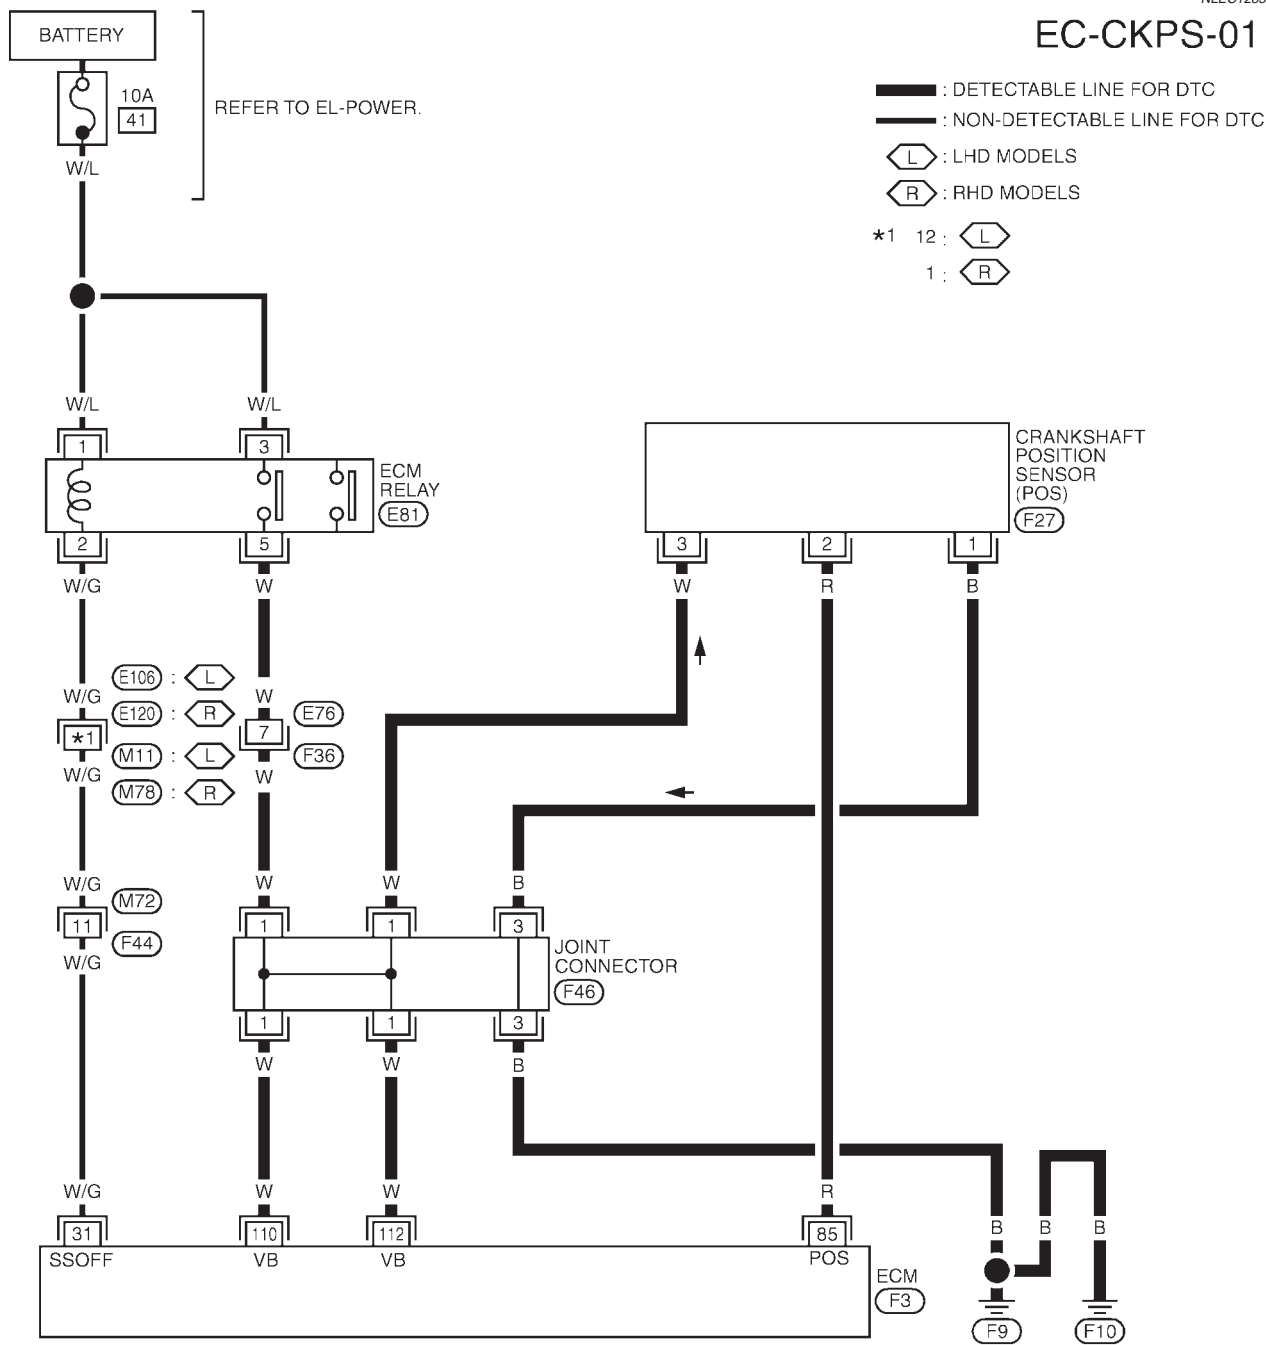 EC-CKPS-01
BATTERY
10A
41
REFER TO EL-POWER.
W/L
: DETECTABLE LINE FOR DTC
: NON-DETECTABLE LINE FOR DTC
L : LHD MODELS
R : RHD MODELS
*1 12 : L
1 : R
W/L W/L
1 3
ECM
RELAY
E81
2 5
W/G W
CRANKSHAFT
POSITION
SENSOR
(POS)
F27
3 2 1
W R B
E106 : L
W/G E120 : R W E76
*1 7
M11 : L F36
W/G W
M78 : R
W/G W W B
M72
11 1 1 3
F44
W/G
JOINT
CONNECTOR
F46
1 1 3
W W B
W/G W W R
31 110 112 85
SSOFF VB VB POS
ECM
F3
B B B
F9 F10